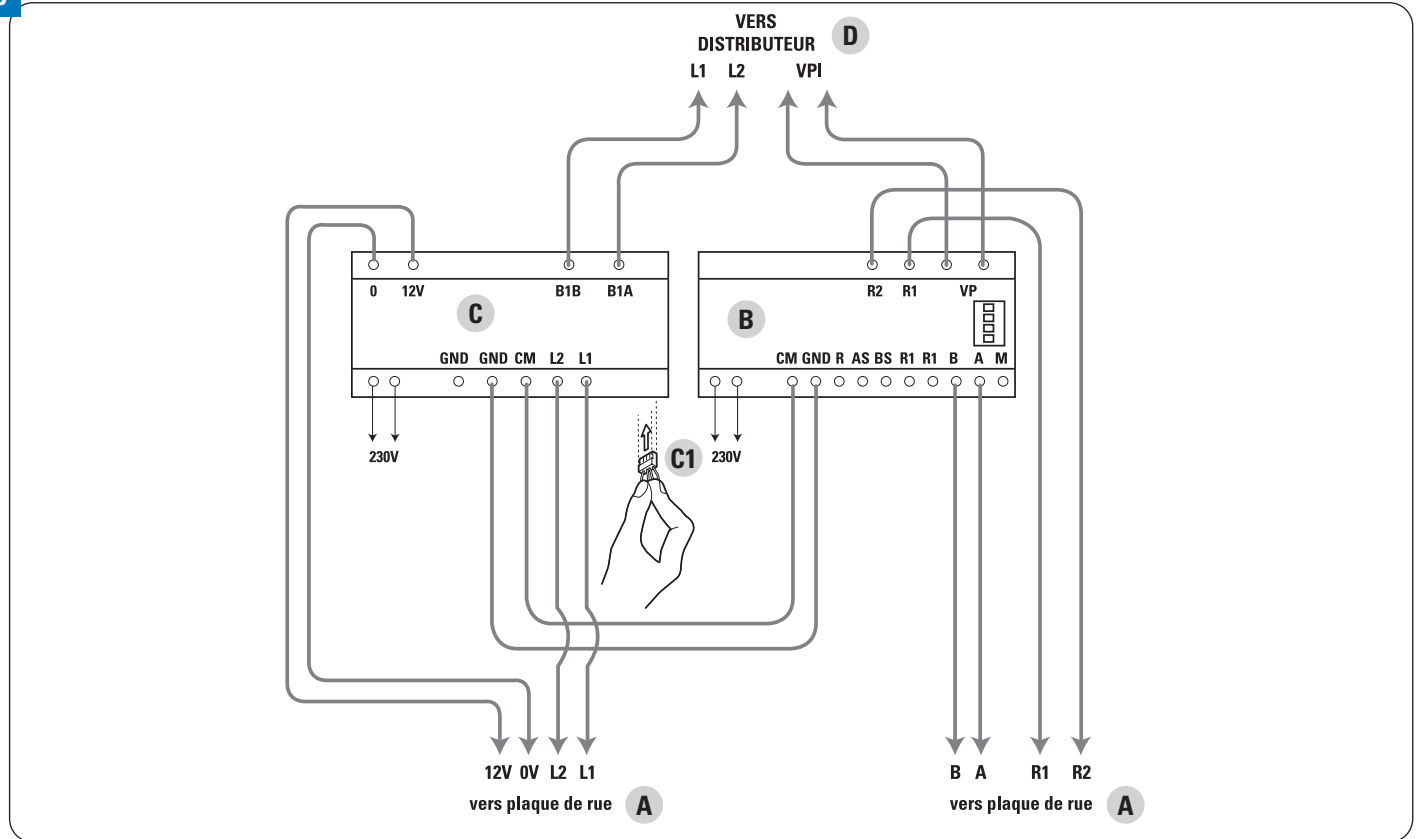 VERS
DISTRIBUTEUR D
L1 L2 VPI
0 12V B1B B1A
R2 R1 VP
C
B
GND GND CM L2 L1
CM GND R AS BS R1 R1 B A M
230V
C1
230V
12V 0V L2 L1
B A R1 R2
vers plaque de rue A
vers plaque de rue A